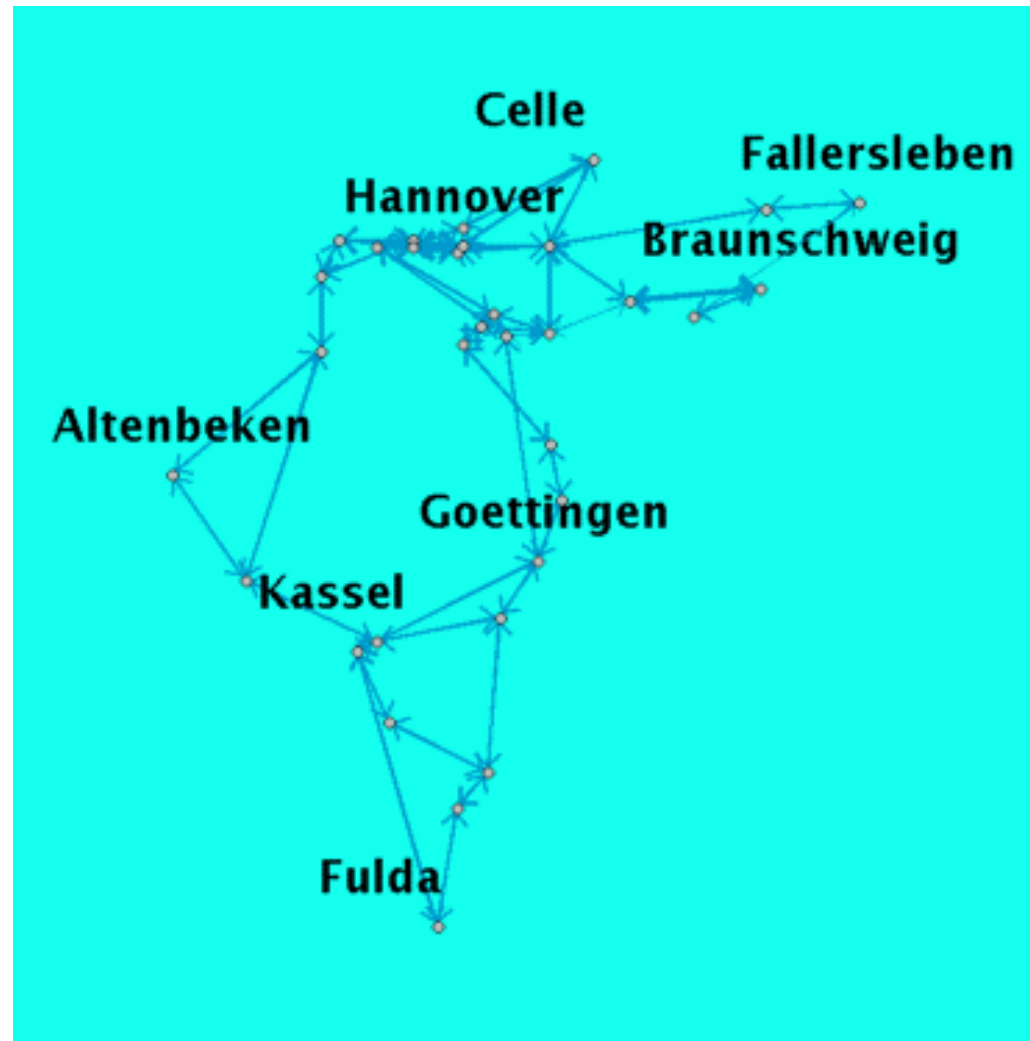 Celle
Fallersleben
Hannover
Braunschweig
Altenbeken
Goettingen
Kassel
Fulda